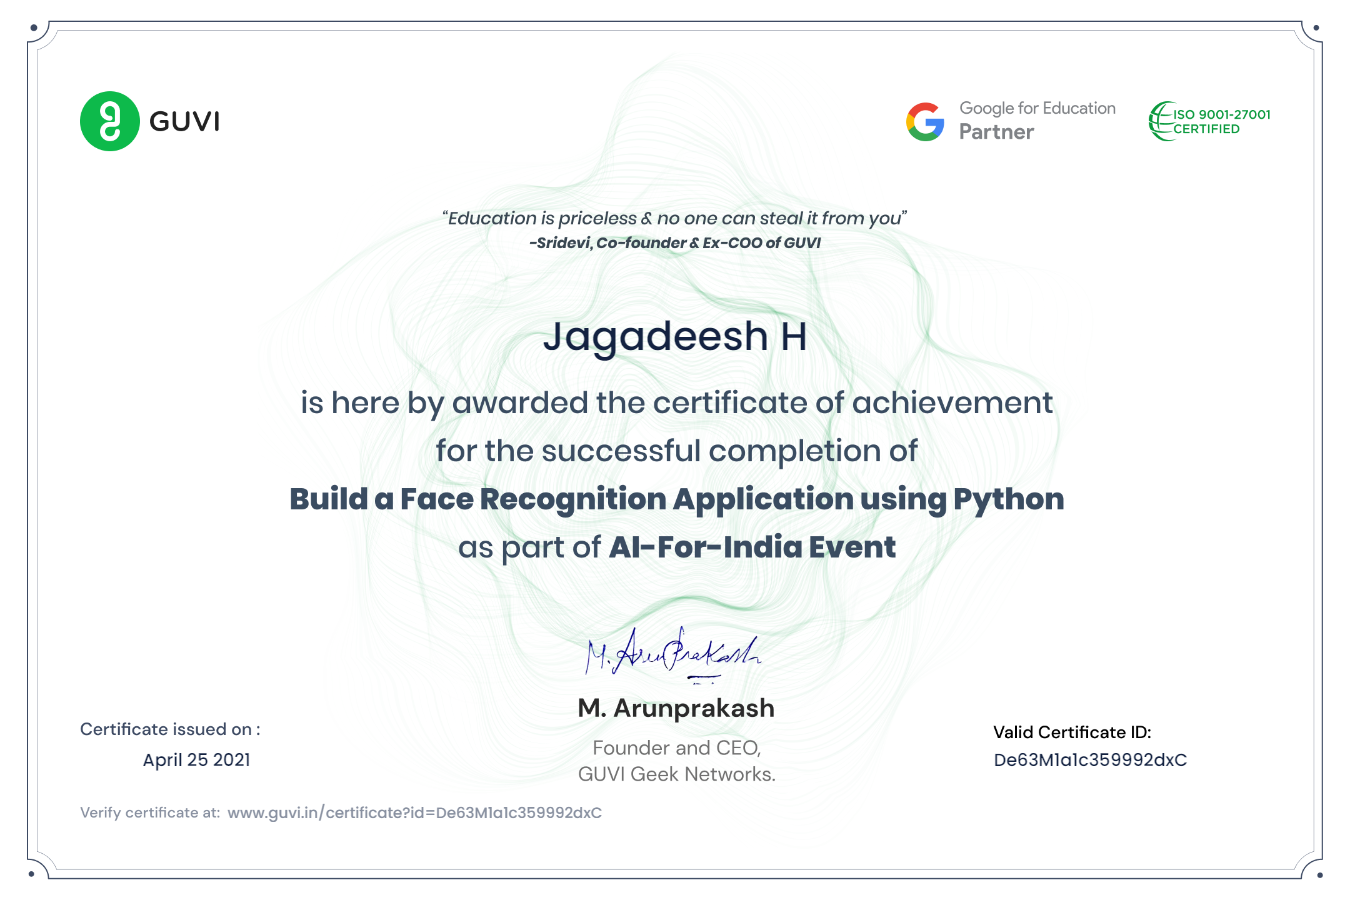 GUVI
Google for Education
Partner
ISO 9001-27001
CERTIFIED
“Education is priceless & no one can steal it from you”
-Sridevi, Co-founder & Ex-COO of GUVI
Jagadeesh H
is here by awarded the certificate of achievement
for the successful completion of
Build a Face Recognition Application using Python
as part of AI-For-India Event
M. ArunPrakash
M. Arunprakash
Founder and CEO,
GUVI Geek Networks.
Certificate issued on :
April 25 2021
Valid Certificate ID:
De63M1a1c359992dxC
Verify certificate at: www.guvi.in/certificate?id=De63M1a1c359992dxC